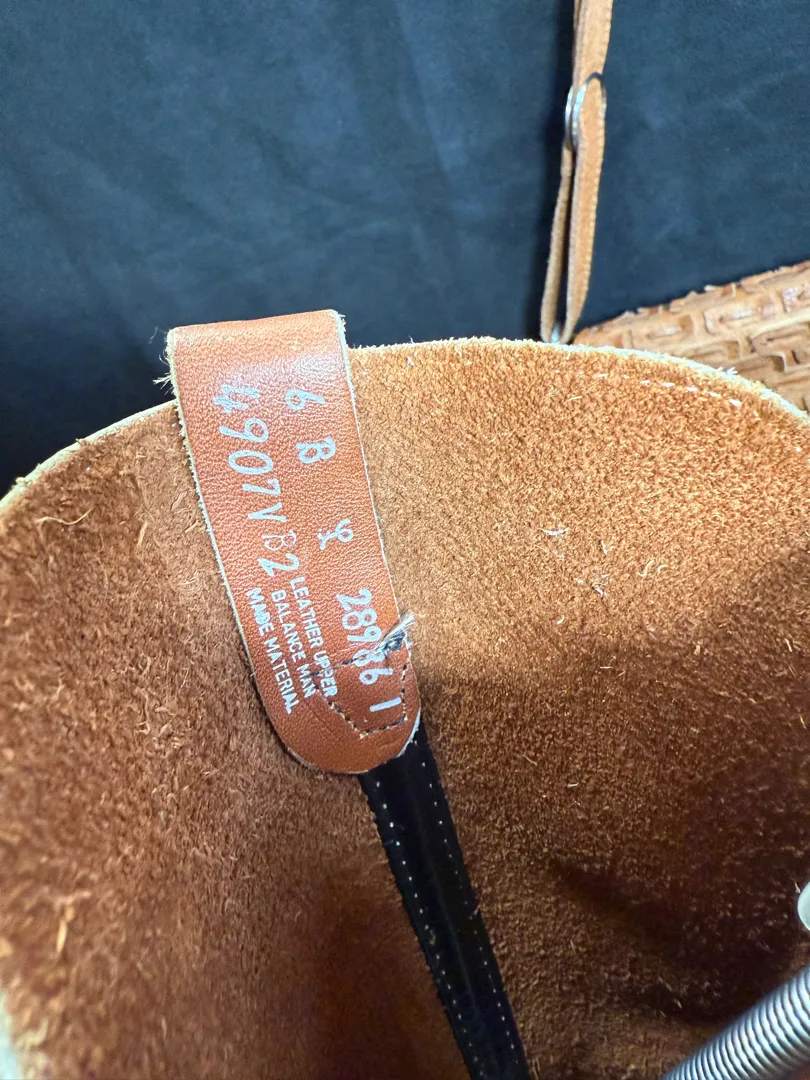 6 B 28986 1
4907V B2
LEATHER UPPER
BALANCE MAN
MADE MATERIAL